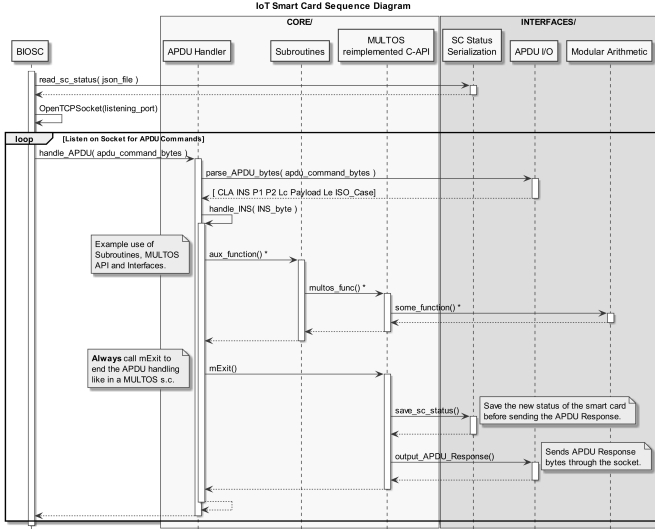 IoT Smart Card Sequence Diagram
CORE/
INTERFACES/
BIOSC
APDU Handler
Subroutines
MULTOS
reimplemented C-API
SC Status
Serialization
APDU I/O
Modular Arithmetic
read_sc_status( json_file )
OpenTCPSocket(listening_port)
loop
[Listen on Socket for APDU Commands]
handle_APDU( apdu_command_bytes )
parse_APDU_bytes( apdu_command_bytes )
[ CLA INS P1 P2 Lc Payload Le ISO_Case]
handle_INS( INS_byte )
Example use of
Subroutines, MULTOS
API and Interfaces.
aux_function() *
multos_func() *
some_function() *
Always call mExit to
end the APDU handling
like in a MULTOS s.c.
mExit()
save_sc_status()
Save the new status of the smart card
before sending the APDU Response.
output_APDU_Response()
Sends APDU Response
bytes through the socket.